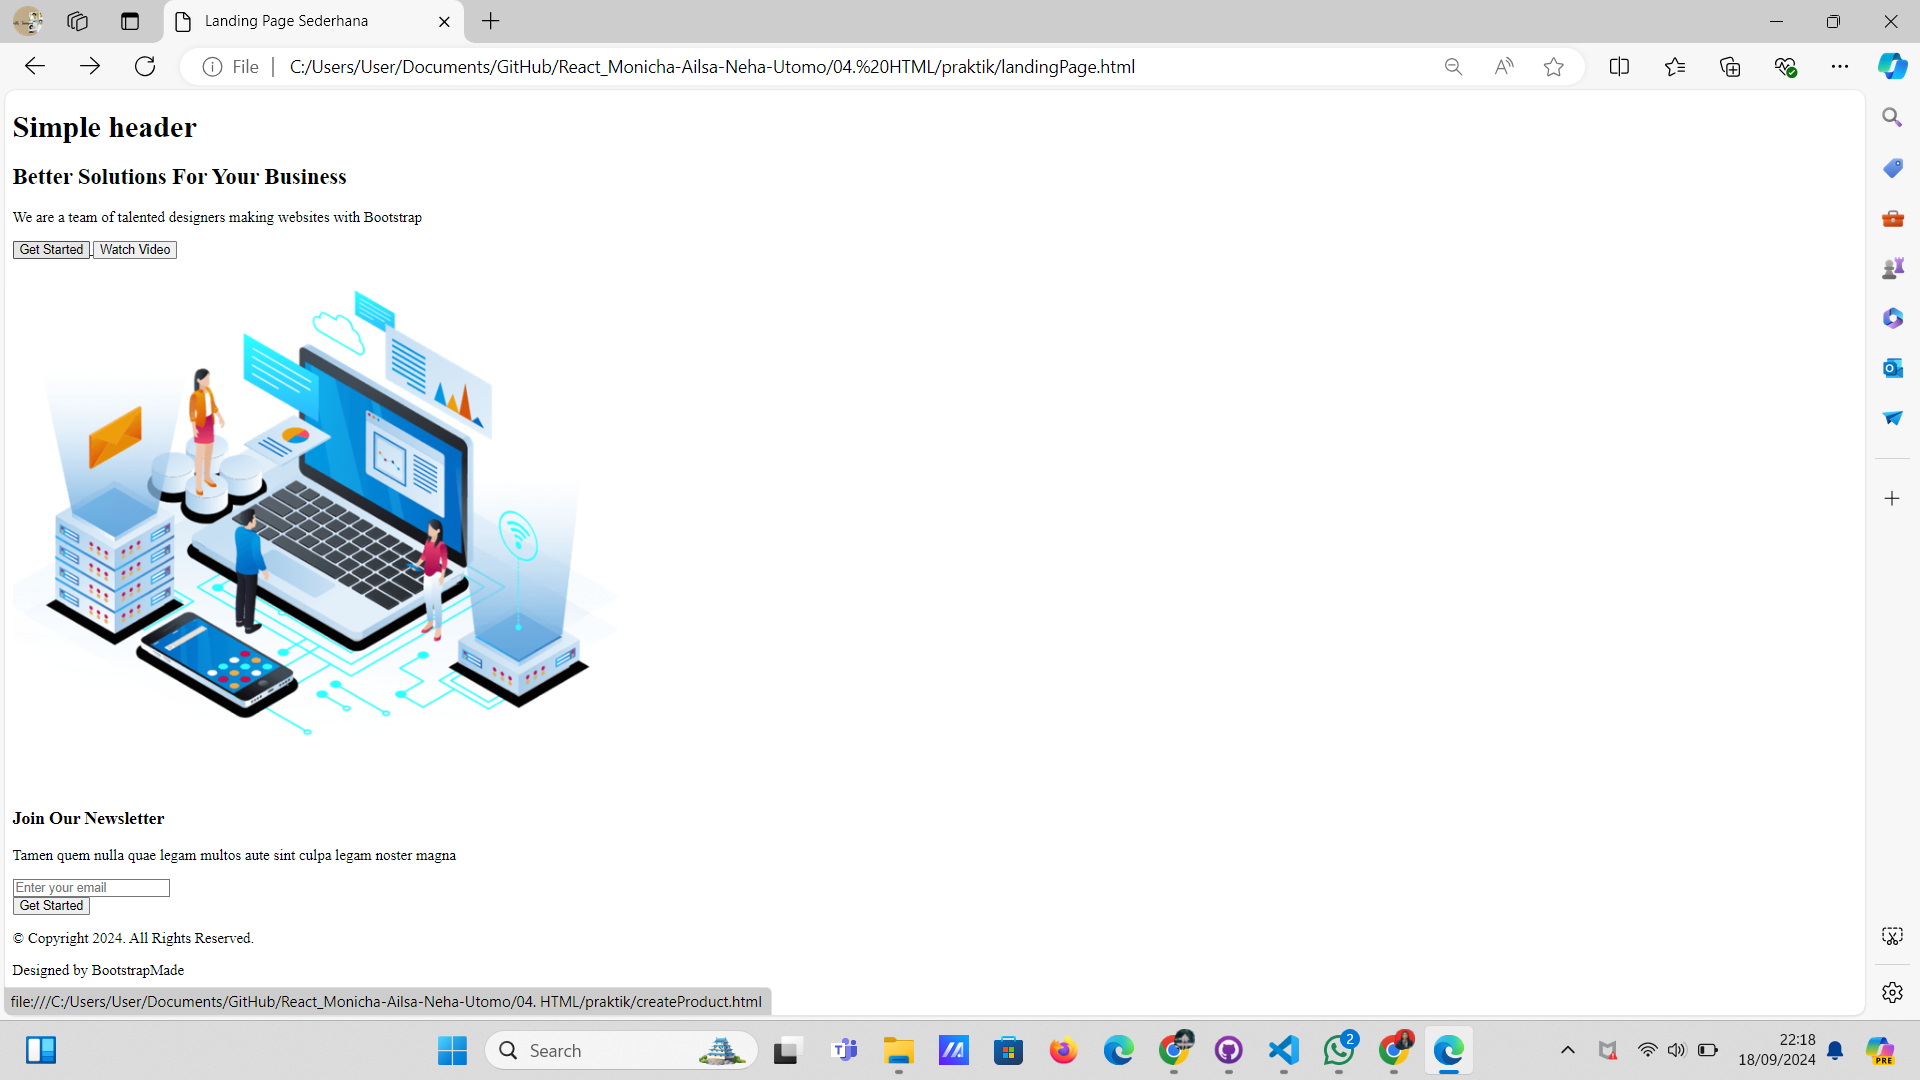 Landing Page Sederhana
File
C:/Users/User/Documents/GitHub/React_Monicha-Ailsa-Neha-Utomo/04.%20HTML/praktik/landingPage.html
Simple header
Better Solutions For Your Business
We are a team of talented designers making websites with Bootstrap
Get Started Watch Video
Join Our Newsletter
Tamen quem nulla quae legam multos aute sint culpa legam noster magna
Enter your email
Get Started
© Copyright 2024. All Rights Reserved.
Designed by BootstrapMade
file:///C:/Users/User/Documents/GitHub/React_Monicha-Ailsa-Neha-Utomo/04. HTML/praktik/createProduct.html
Search
2
22:18
18/09/2024
PRE